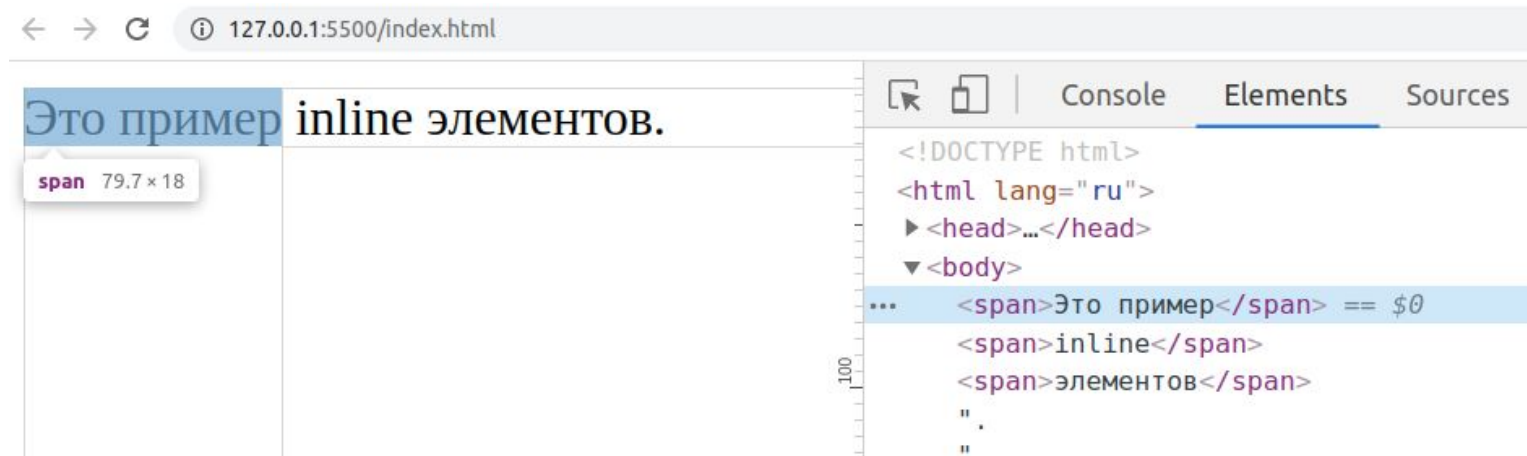 127.0.0.1:5500/index.html
Это пример inline элементов.
span 79.7 × 18
100
Console Elements Sources
<!DOCTYPE html>
<html lang="ru">
▶<head>…</head>
▼<body>
••• <span>Это пример</span> == $0
<span>inline</span>
<span>элементов</span>
".
"